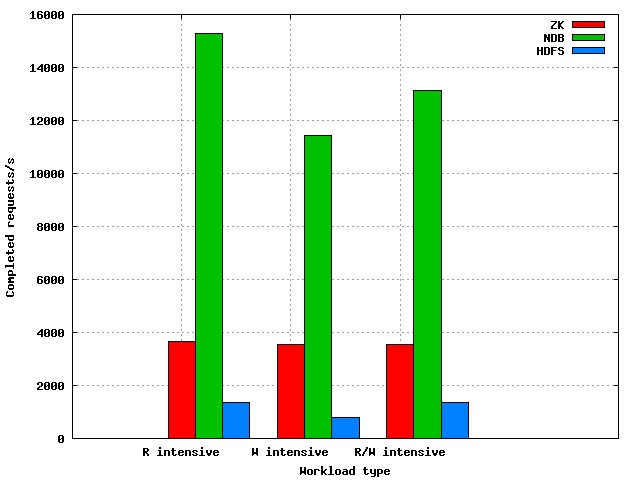 ZK
NDB
HDFS
16000
14000
12000
10000
8000
6000
4000
2000
0
Completed requests/s
R intensive W intensive R/W intensive
Workload type